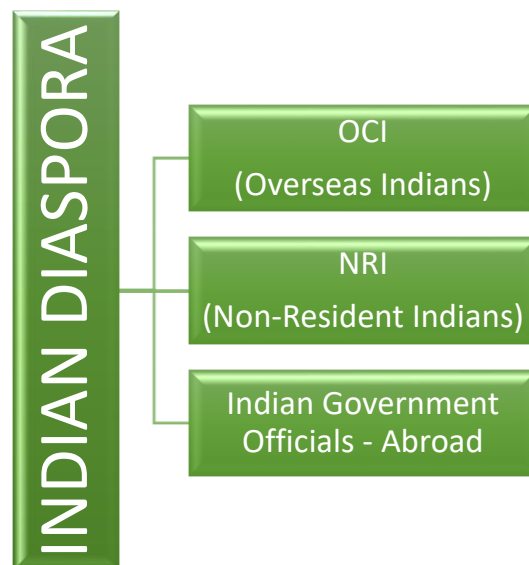 INDIAN DIASPORA
OCI
(Overseas Indians)
NRI
(Non-Resident Indians)
Indian Government
Officials - Abroad